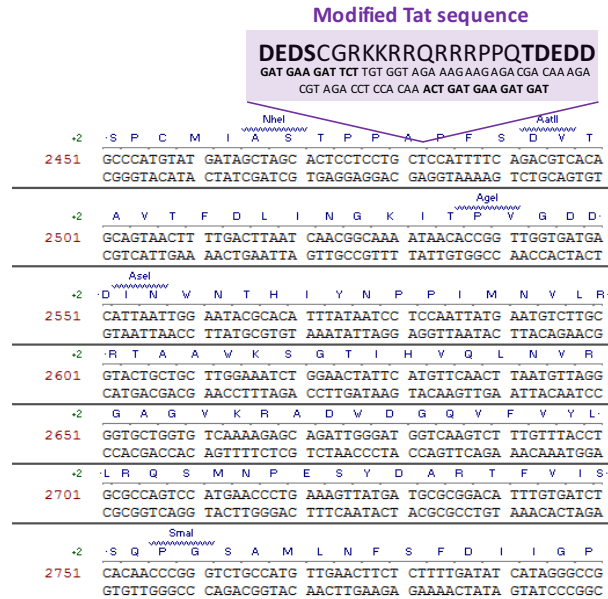 Modified Tat sequence
DEDSCGRKKRRQRRRPPQTDEDD
GAT GAA GAT TCT TGT GGT AGA AAG AAG AGA CGA CAA AGA
CGT AGA CCT CCA CAA ACT GAT GAA GAT GAT
NheI AatII
+2 ·S P C M I A S T P P A P F S D V T
2451 GCCCATGTAT GATAGCTAGC ACTCCTCCTG CTCCATTTTC AGACGTCACA
CGGGTACATA CTATCGATCG TGAGGAGGAC GAGGTAAAAG TCTGCAGTGT
AgeI
+2 A V T F D L I N G K I T P V G D D·
2501 GCAGTAACTT TTGACTTAAT CAACGGCAAA ATAACACCGG TTGGTGATGA
CGTCATTGAA AACTGAATTA GTTGCCGTTT TATTGTGGCC AACCACTACT
AseI
+2 ·D I N W N T H I Y N P P I M N V L R·
2551 CATTAATTGG AATACGCACA TTTATAATCC TCCAATTATG AATGTCTTGC
GTAATTAACC TTATGCGTGT AAATATTAGG AGGTTAATAC TTACAGAACG
+2 ·R T A A W K S G T I H V Q L N V R
2601 GTACTGCTGC TTGGAAATCT GGAACTATTC ATGTTCAACT TAATGTTAGG
CATGACGACG AACCTTTAGA CCTTGATAAG TACAAGTTGA ATTACAATCC
+2 G A G V K R A D W D G Q V F V Y L·
2651 GGTGCTGGTG TCAAAAGAGC AGATTGGGAT GGTCAAGTCT TTGTTTACCT
CCACGACCAC AGTTTTCTCG TCTAACCCTA CCAGTTCAGA AACAAATGGA
+2 ·L R Q S M N P E S Y D A R T F V I S·
2701 GCGCCAGTCC ATGAACCCTG AAAGTTATGA TGCGCGGACA TTTGTGATCT
CGCGGTCAGG TACTTGGGAC TTTCAATACT ACGCGCCTGT AAACACTAGA
SmaI
+2 ·S Q P G S A M L N F S F D I I G P
2751 CACAACCCGG GTCTGCCATG TTGAACTTCT CTTTTGATAT CATAGGGCCG
GTGTTGGGCC CAGACGGTAC AACTTGAAGA GAAAACTATA GTATCCCGGC